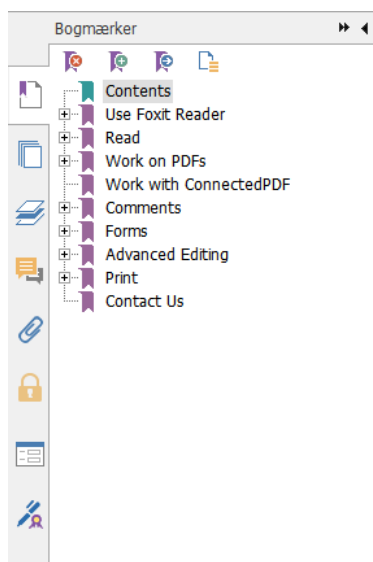 Bogmærker
Contents
Use Foxit Reader
Read
Work on PDFs
Work with ConnectedPDF
Comments
Forms
Advanced Editing
Print
Contact Us